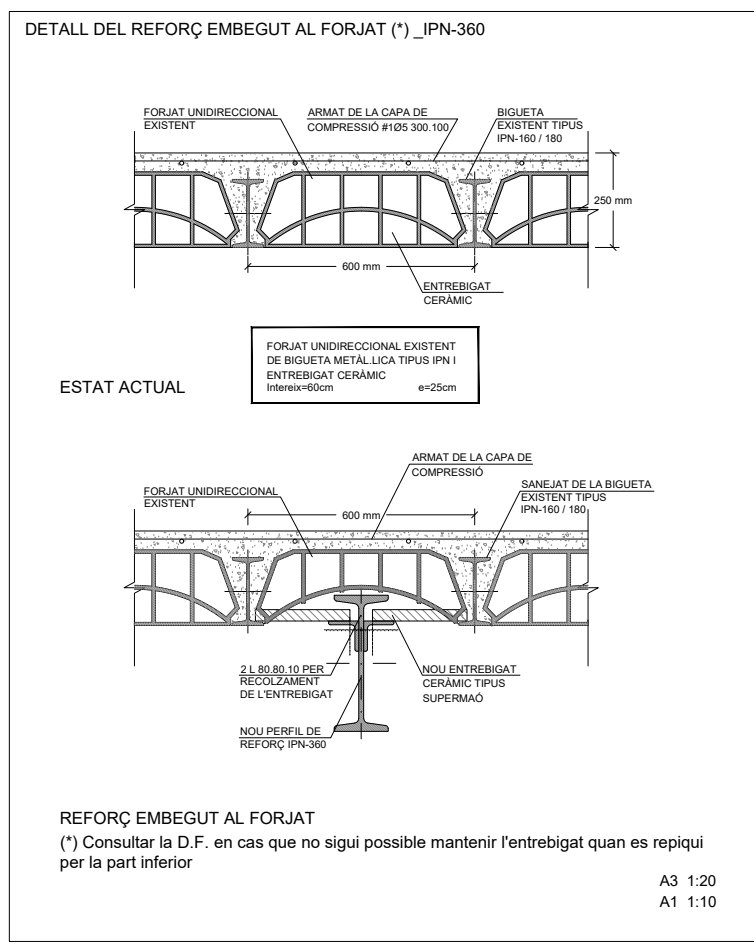 DETALL DEL REFORÇ EMBEGUT AL FORJAT (*) _IPN-360
FORJAT UNIDIRECCIONAL
EXISTENT
ARMAT DE LA CAPA DE
COMPRESSIÓ #1Ø5 300.100
BIGUETA
EXISTENT TIPUS
IPN-160 / 180
250 mm
600 mm
ENTREBIGAT
CERÀMIC
FORJAT UNIDIRECCIONAL EXISTENT
DE BIGUETA METÀL.LICA TIPUS IPN I
ENTREBIGAT CERÀMIC
Intereix=60cm e=25cm
ESTAT ACTUAL
ARMAT DE LA CAPA DE
COMPRESSIÓ
FORJAT UNIDIRECCIONAL
EXISTENT
SANEJAT DE LA BIGUETA
EXISTENT TIPUS
IPN-160 / 180
600 mm
2 L 80.80.10 PER
RECOLZAMENT
DE L'ENTREBIGAT
NOU ENTREBIGAT
CERÀMIC TIPUS
SUPERMAÓ
NOU PERFIL DE
REFORÇ IPN-360
REFORÇ EMBEGUT AL FORJAT
(*) Consultar la D.F. en cas que no sigui possible mantenir l'entrebigat quan es repiqui
per la part inferior
A3 1:20
A1 1:10